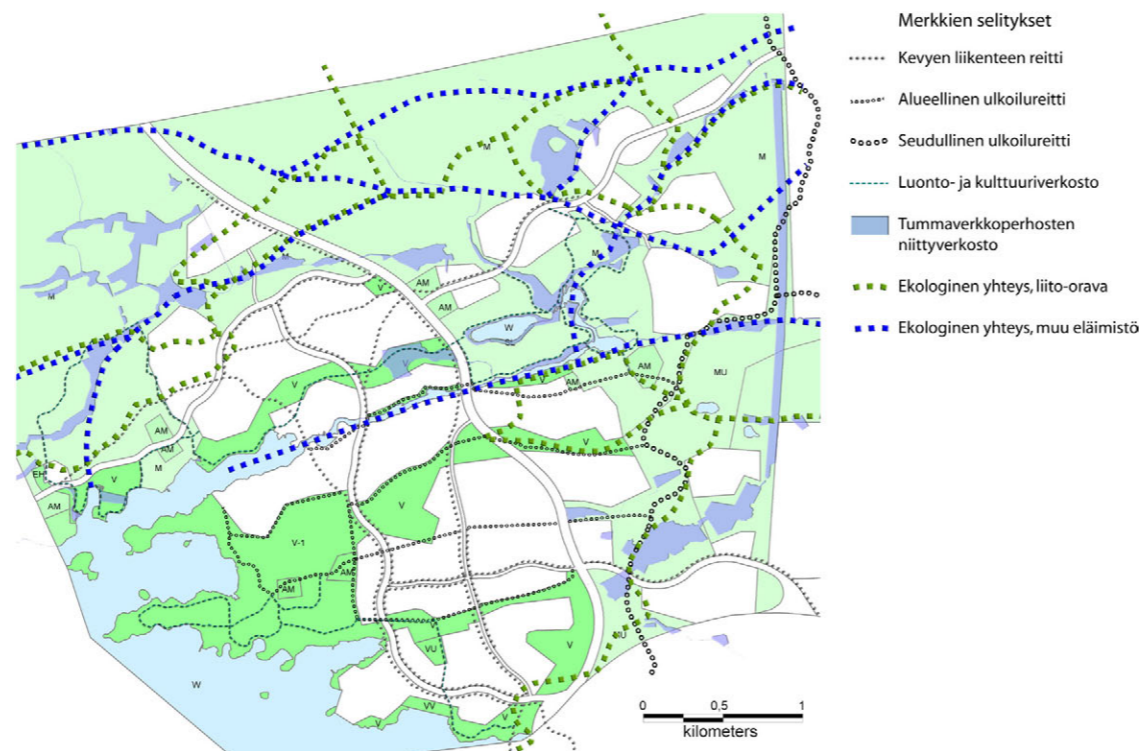 Merkkien selitykset
Kevyen liikenteen reitti
Alueellinen ulkoilureitti
Seudullinen ulkoilureitti
Luonto- ja kulttuuriverkosto
Tummaverkkoperhosten
niittyverkosto
Ekologinen yhteys, liito-orava
Ekologinen yhteys, muu eläimistö
M
M
M
M
M
V
AM
AM
W
V
V
AM
AM
MU
AM
AM
M
EH
V
AM
V
V-1
AM
AM
V
V
VU
V
W
V
VV
V
0 0,5 1
kilometers